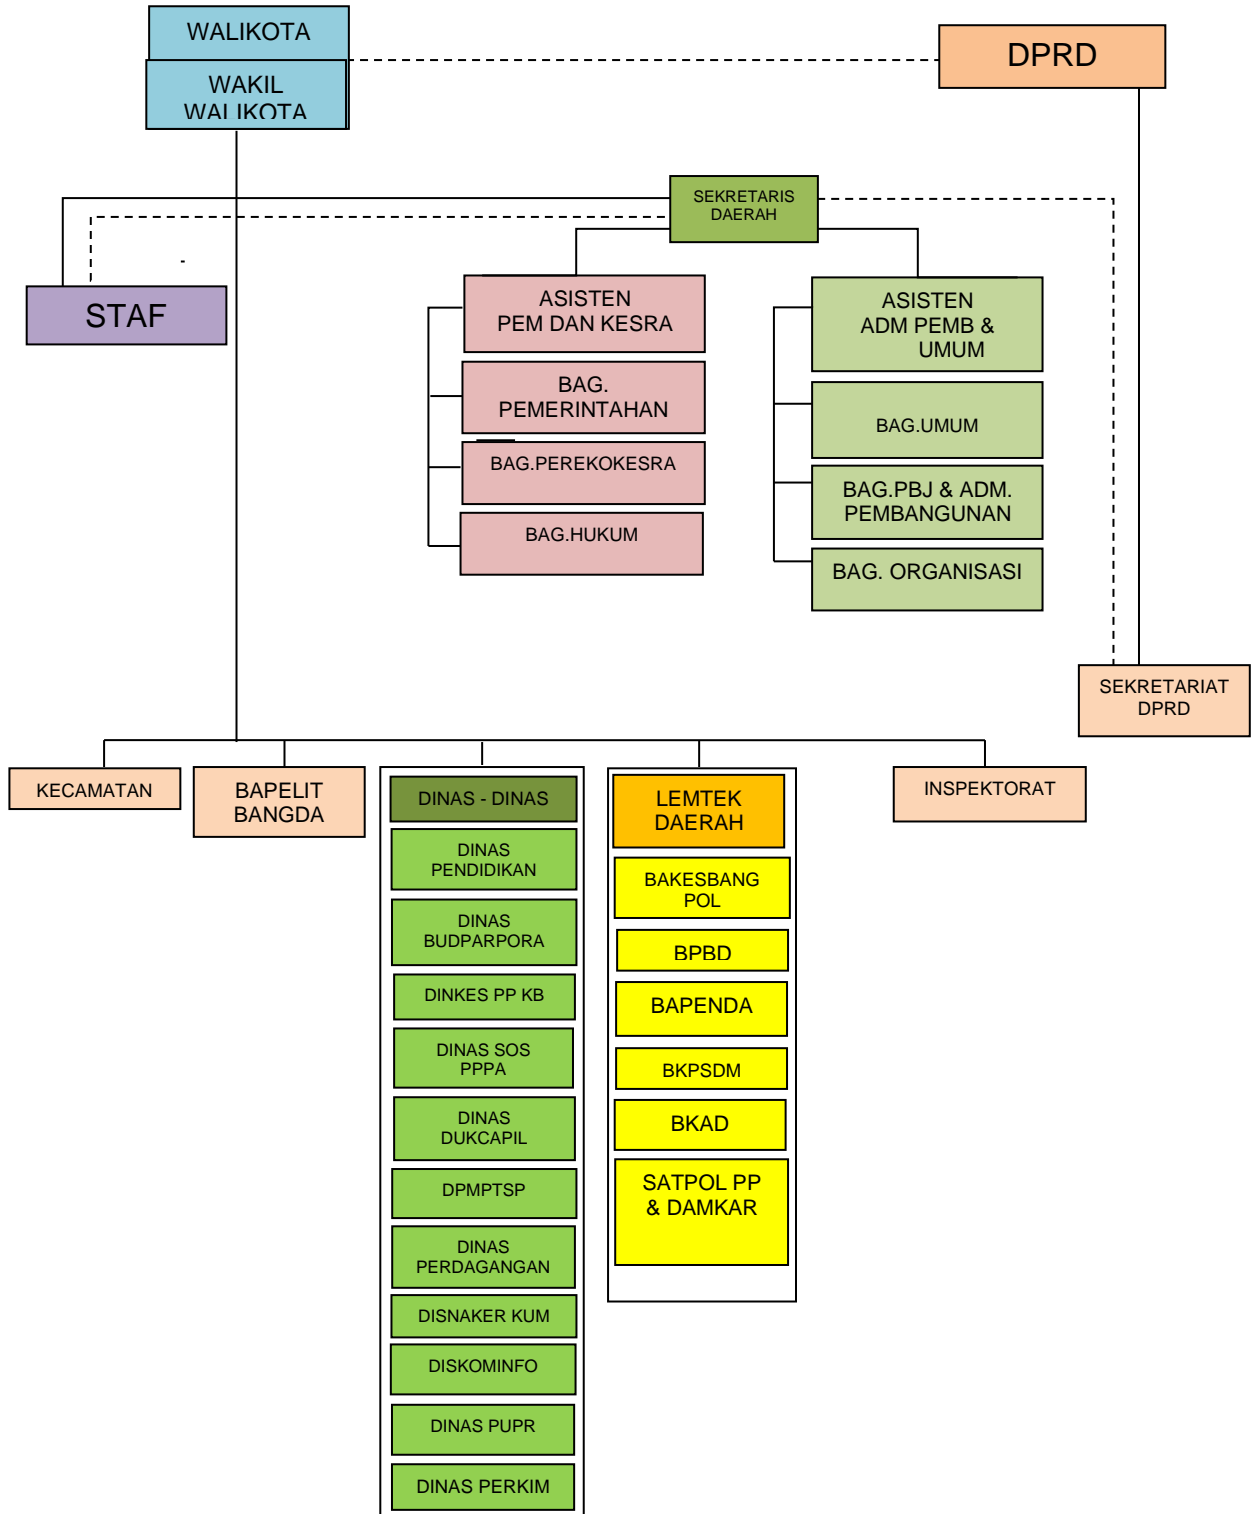 WALIKOTA
WAKIL
WALIKOTA
DPRD
SEKRETARIS
DAERAH
-
STAF
ASISTEN
PEM DAN KESRA
BAG.
PEMERINTAHAN
BAG.PEREKOKESRA
BAG.HUKUM
ASISTEN
ADM PEMB &
UMUM
BAG.UMUM
BAG.PBJ & ADM.
PEMBANGUNAN
BAG. ORGANISASI
SEKRETARIAT
DPRD
KECAMATAN
BAPELIT
BANGDA
DINAS - DINAS
DINAS
PENDIDIKAN
DINAS
BUDPARPORA
DINKES PP KB
DINAS SOS
PPPA
DINAS
DUKCAPIL
DPMPTSP
DINAS
PERDAGANGAN
DISNAKER KUM
DISKOMINFO
DINAS PUPR
DINAS PERKIM
LEMTEK
DAERAH
BAKESBANG
POL
BPBD
BAPENDA
BKPSDM
BKAD
SATPOL PP
& DAMKAR
INSPEKTORAT